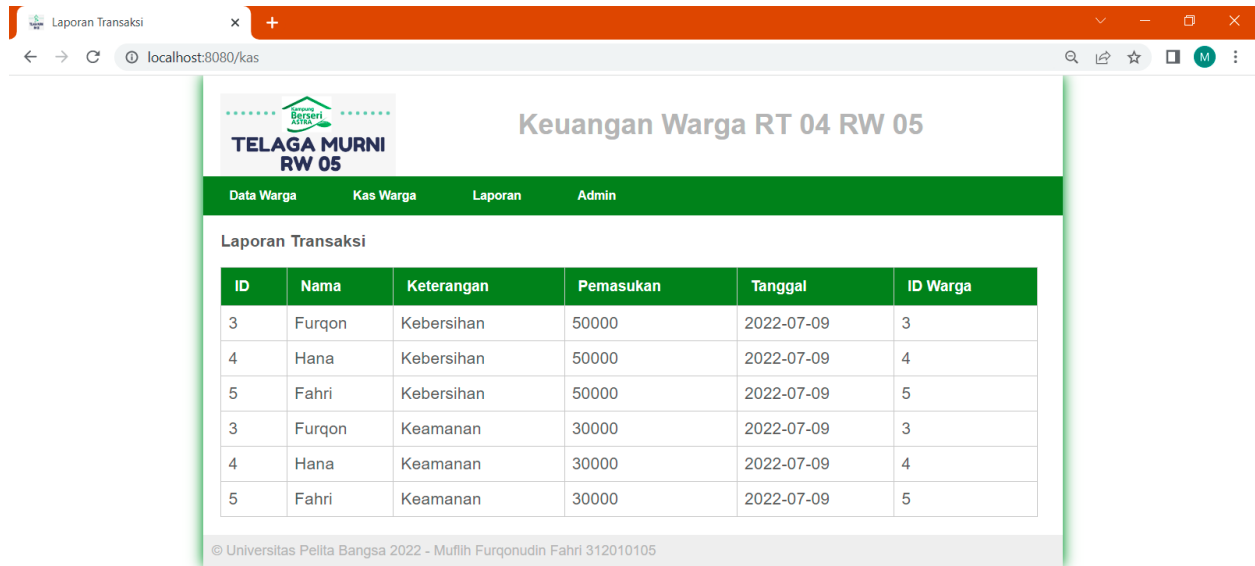 Laporan Transaksi
localhost:8080/kas
M
Kampung
Berseri
ASTRA
TELAGA MURNI
RW 05
Keuangan Warga RT 04 RW 05
Data Warga Kas Warga Laporan Admin
Laporan Transaksi
ID Nama Keterangan Pemasukan Tanggal ID Warga
3 Furqon Kebersihan 50000 2022-07-09 3
4 Hana Kebersihan 50000 2022-07-09 4
5 Fahri Kebersihan 50000 2022-07-09 5
3 Furqon Keamanan 30000 2022-07-09 3
4 Hana Keamanan 30000 2022-07-09 4
5 Fahri Keamanan 30000 2022-07-09 5
© Universitas Pelita Bangsa 2022 - Muflih Furqonudin Fahri 312010105